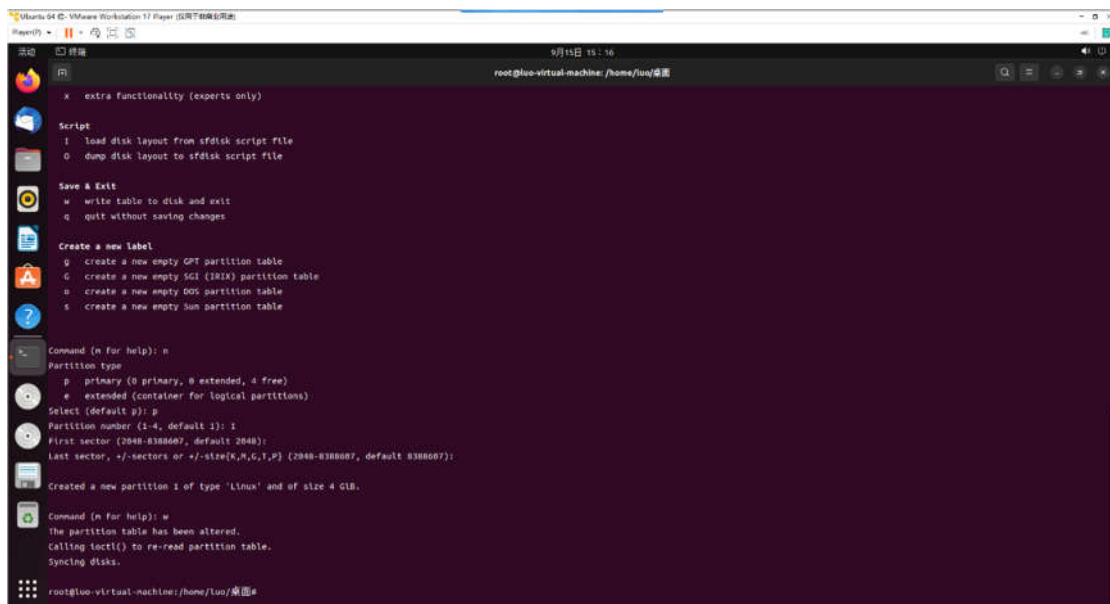 Ubuntu 64 位 - VMware Workstation 17 Player (仅用于非商业用途)
Player(P)
活动 终端 9月15日 15：16
root@luo-virtual-machine: /home/luo/桌面
x extra functionality (experts only)
Script
I load disk layout from sfdisk script file
O dump disk layout to sfdisk script file
Save & Exit
w write table to disk and exit
q quit without saving changes
Create a new label
g create a new empty GPT partition table
G create a new empty SGI (IRIX) partition table
o create a new empty DOS partition table
s create a new empty Sun partition table
Command (m for help): n
Partition type
p primary (0 primary, 0 extended, 4 free)
e extended (container for logical partitions)
Select (default p): p
Partition number (1-4, default 1): 1
First sector (2048-8388607, default 2048):
Last sector, +/-sectors or +/-size{K,M,G,T,P} (2048-8388607, default 8388607):
Created a new partition 1 of type 'Linux' and of size 4 GiB.
Command (m for help): w
The partition table has been altered.
Calling ioctl() to re-read partition table.
Syncing disks.
root@luo-virtual-machine:/home/luo/桌面#